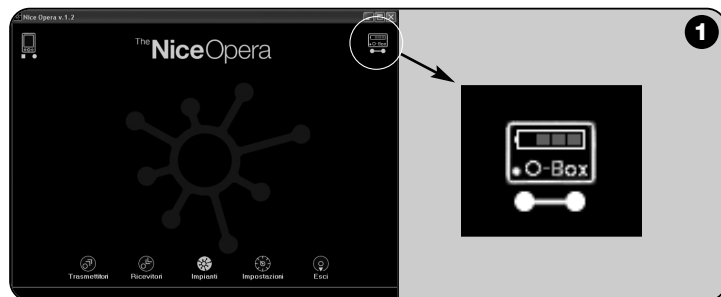 Nice Opera v.1.2
The NiceOpera
1
O-Box
Trasmettitori Ricevitori Impianti Impostazioni Esci